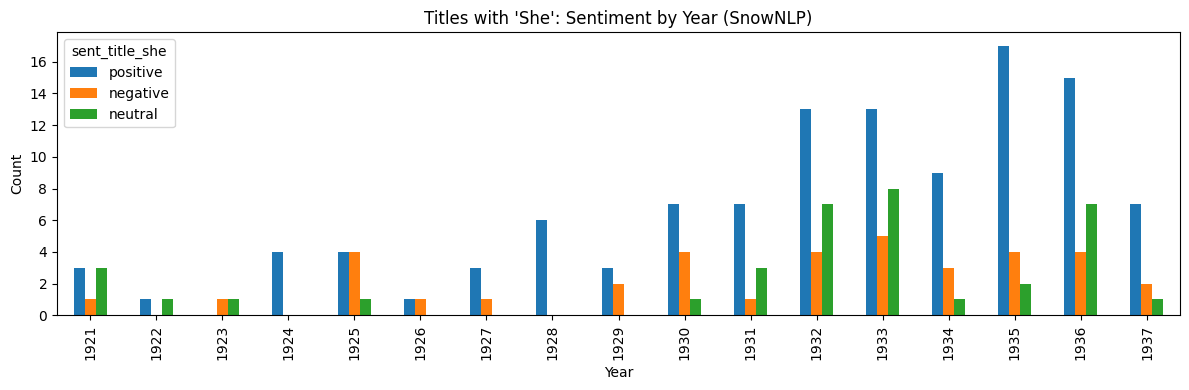 Titles with 'She': Sentiment by Year (SnowNLP)
sent_title_she
positive
negative
neutral
Count
16
14
12
10
8
6
4
2
0
1921 1922 1923 1924 1925 1926 1927 1928 1929 1930 1931 1932 1933 1934 1935 1936 1937
Year